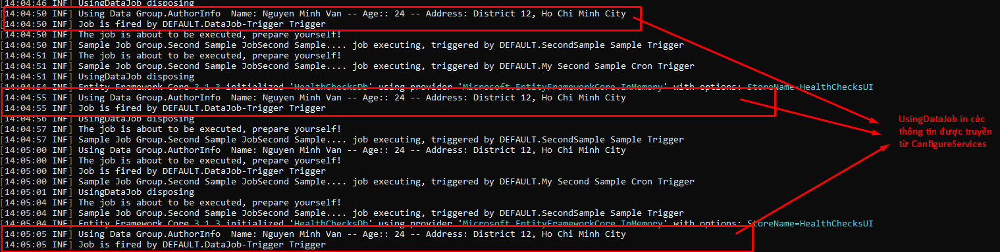 [14:04:46 INF] UsingDataJob disposing
[14:04:50 INF] Using Data Group.AuthorInfo  Name: Nguyen Minh Van -- Age:: 24 -- Address: District 12, Ho Chi Minh City
[14:04:50 INF] Job is fired by DEFAULT.DataJob-Trigger Trigger
[14:04:50 INF] The job is about to be executed, prepare yourself!
[14:04:50 INF] Sample Job Group.Second Sample JobSecond Sample.... job executing, triggered by DEFAULT.SecondSample Sample Trigger
[14:04:51 INF] The job is about to be executed, prepare yourself!
[14:04:51 INF] Sample Job Group.Second Sample JobSecond Sample.... job executing, triggered by DEFAULT.My Second Sample Cron Trigger
[14:04:51 INF] UsingDataJob disposing
[14:04:54 INF] Entity Framework Core 3.1.3 initialized 'HealthChecksDb' using provider 'Microsoft.EntityFrameworkCore.InMemory' with options: StoreName=HealthChecksUI
[14:04:55 INF] Using Data Group.AuthorInfo  Name: Nguyen Minh Van -- Age:: 24 -- Address: District 12, Ho Chi Minh City
[14:04:55 INF] Job is fired by DEFAULT.DataJob-Trigger Trigger
[14:04:56 INF] UsingDataJob disposing
[14:04:57 INF] The job is about to be executed, prepare yourself!
[14:04:57 INF] Sample Job Group.Second Sample JobSecond Sample.... job executing, triggered by DEFAULT.SecondSample Sample Trigger
[14:05:00 INF] Using Data Group.AuthorInfo  Name: Nguyen Minh Van -- Age:: 24 -- Address: District 12, Ho Chi Minh City
[14:05:00 INF] The job is about to be executed, prepare yourself!
[14:05:00 INF] Job is fired by DEFAULT.DataJob-Trigger Trigger
[14:05:00 INF] Sample Job Group.Second Sample JobSecond Sample.... job executing, triggered by DEFAULT.My Second Sample Cron Trigger
[14:05:01 INF] UsingDataJob disposing
[14:05:04 INF] The job is about to be executed, prepare yourself!
[14:05:04 INF] Sample Job Group.Second Sample JobSecond Sample.... job executing, triggered by DEFAULT.SecondSample Sample Trigger
[14:05:04 INF] Entity Framework Core 3.1.3 initialized 'HealthChecksDb' using provider 'Microsoft.EntityFrameworkCore.InMemory' with options: StoreName=HealthChecksUI
[14:05:05 INF] Using Data Group.AuthorInfo  Name: Nguyen Minh Van -- Age:: 24 -- Address: District 12, Ho Chi Minh City
[14:05:05 INF] Job is fired by DEFAULT.DataJob-Trigger Trigger
UsingDataJob in các
thông tin được truyền
từ ConfigureServices